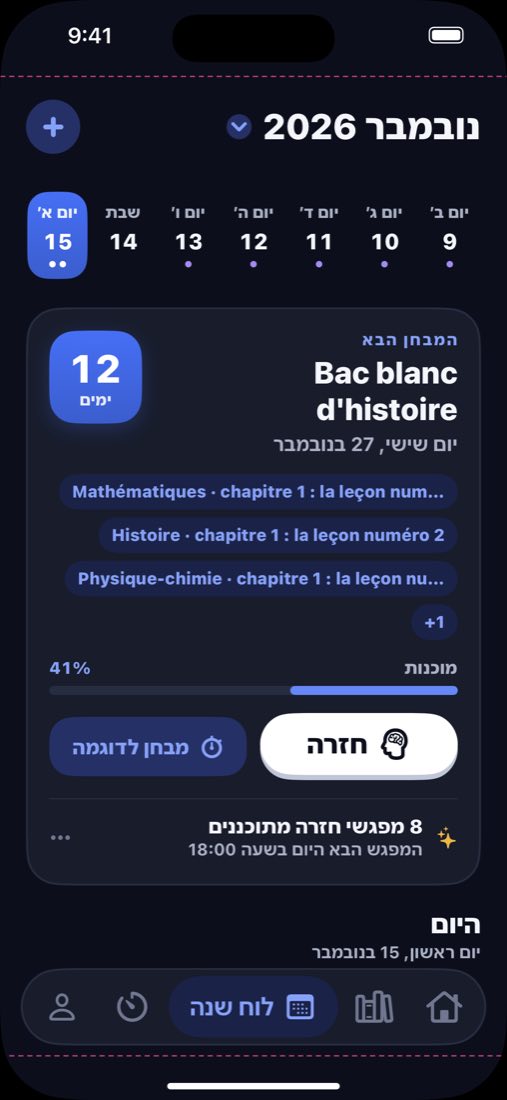 9:41
נובמבר 2026
יום ב׳ יום ג׳ יום ד׳ יום ה׳ יום ו׳ שבת יום א׳
9 10 11 12 13 14 15
המבחן הבא
Bac blanc
d'histoire
יום שישי, 27 בנובמבר
12
ימים
Mathématiques · chapitre 1 : la leçon num...
Histoire · chapitre 1 : la leçon numéro 2
Physique-chimie · chapitre 1 : la leçon nu...
+1
מוכנות 41%
חזרה
מבחן לדוגמה
8 מפגשי חזרה מתוכננים
המפגש הבא היום בשעה 18:00
היום
יום ראשון, 15 בנובמבר
לוח שנה